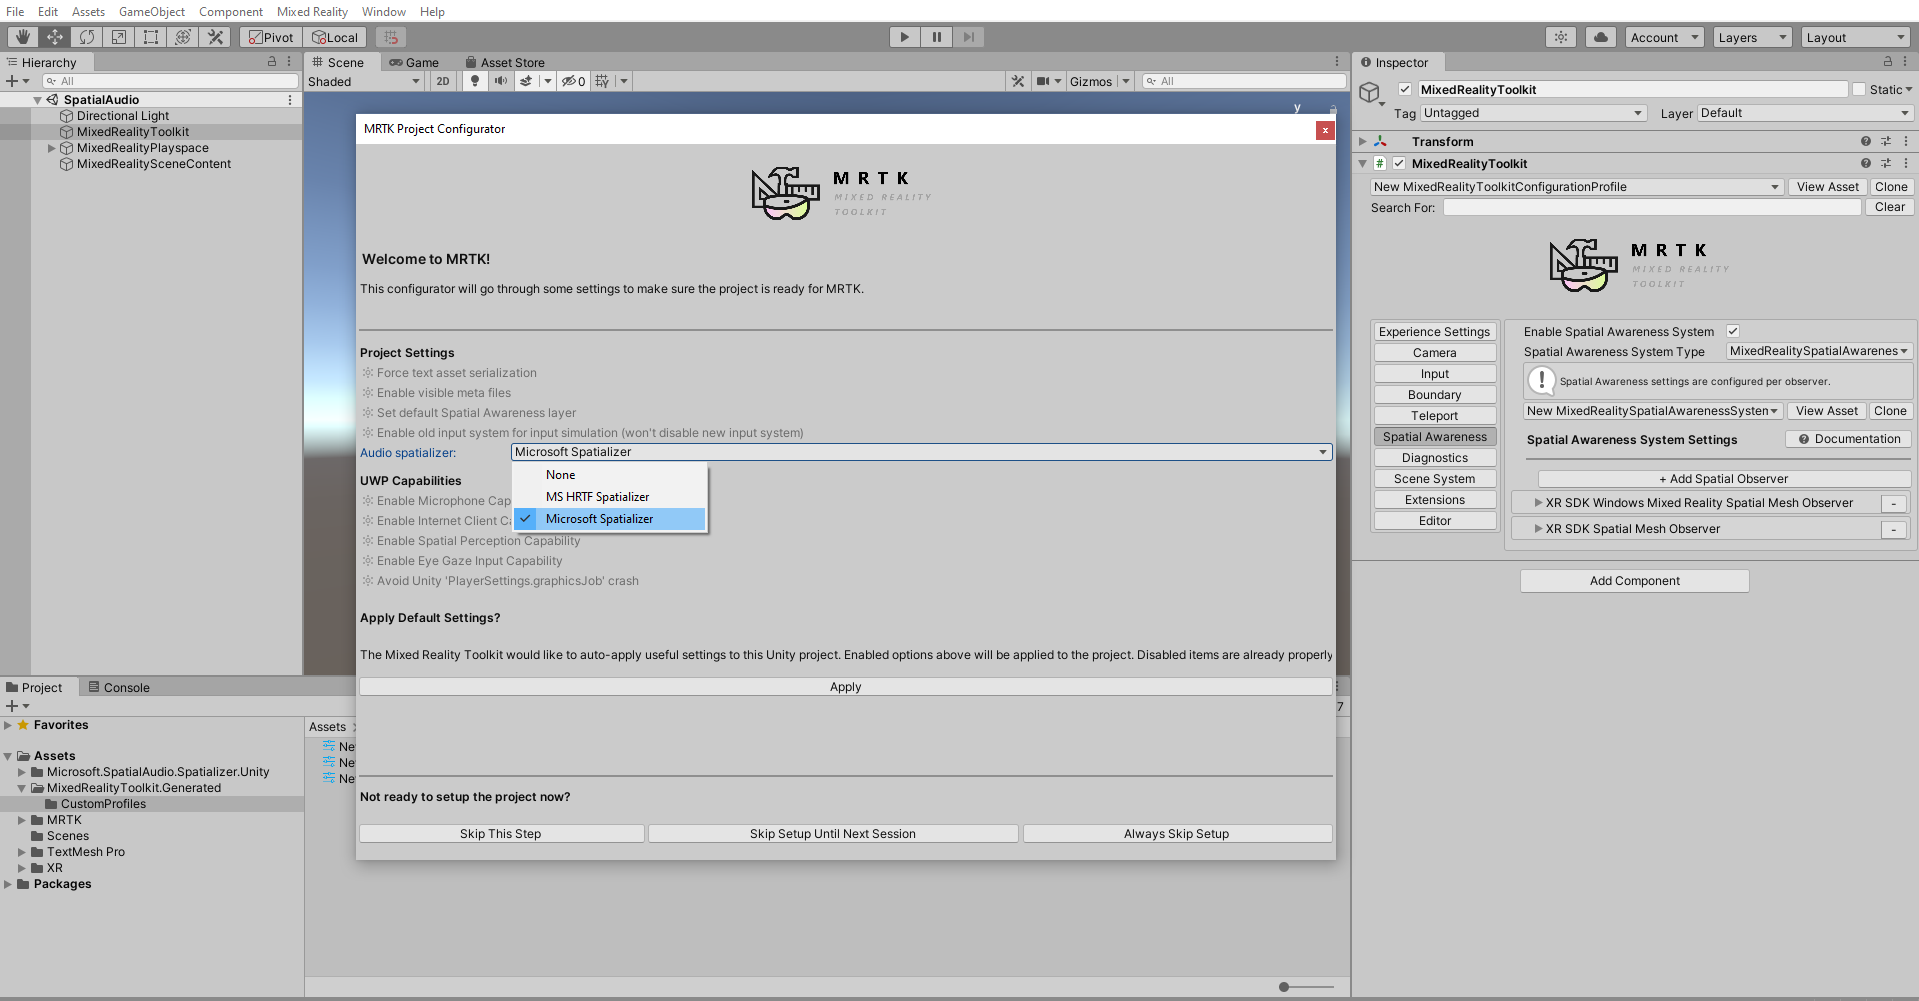 File Edit Assets GameObject Component Mixed Reality Window Help
Pivot Local Account Layers Layout
Hierarchy
All
SpatialAudio
Directional Light
MixedRealityToolkit
MixedRealityPlayspace
MixedRealitySceneContent
Scene Game Asset Store
Shaded 2D 0 Gizmos All
y
MRTK Project Configurator
x
MRTK
MIXED REALITY
TOOLKIT
Welcome to MRTK!
This configurator will go through some settings to make sure the project is ready for MRTK.
Project Settings
Force text asset serialization
Enable visible meta files
Set default Spatial Awareness layer
Enable old input system for input simulation (won't disable new input system)
Audio spatializer: Microsoft Spatializer
None
MS HRTF Spatializer
Microsoft Spatializer
UWP Capabilities
Enable Microphone Cap
Enable Internet Client Ca
Enable Spatial Perception Capability
Enable Eye Gaze Input Capability
Avoid Unity 'PlayerSettings.graphicsJob' crash
Apply Default Settings?
The Mixed Reality Toolkit would like to auto-apply useful settings to this Unity project. Enabled options above will be applied to the project. Disabled items are already properly
Apply
Not ready to setup the project now?
Skip This Step Skip Setup Until Next Session Always Skip Setup
Project Console
Favorites
Assets
Microsoft.SpatialAudio.Spatializer.Unity
MixedRealityToolkit.Generated
CustomProfiles
MRTK
Scenes
TextMesh Pro
XR
Packages
7
Assets
Ne
Ne
Ne
Inspector
MixedRealityToolkit Static
Tag Untagged Layer Default
Transform
# MixedRealityToolkit
New MixedRealityToolkitConfigurationProfile View Asset Clone
Search For: Clear
MRTK
MIXED REALITY
TOOLKIT
Experience Settings
Camera
Input
Boundary
Teleport
Spatial Awareness
Diagnostics
Scene System
Extensions
Editor
Enable Spatial Awareness System
Spatial Awareness System Type MixedRealitySpatialAwarenes
Spatial Awareness settings are configured per observer.
New MixedRealitySpatialAwarenessSystem View Asset Clone
Spatial Awareness System Settings Documentation
+ Add Spatial Observer
XR SDK Windows Mixed Reality Spatial Mesh Observer -
XR SDK Spatial Mesh Observer -
Add Component